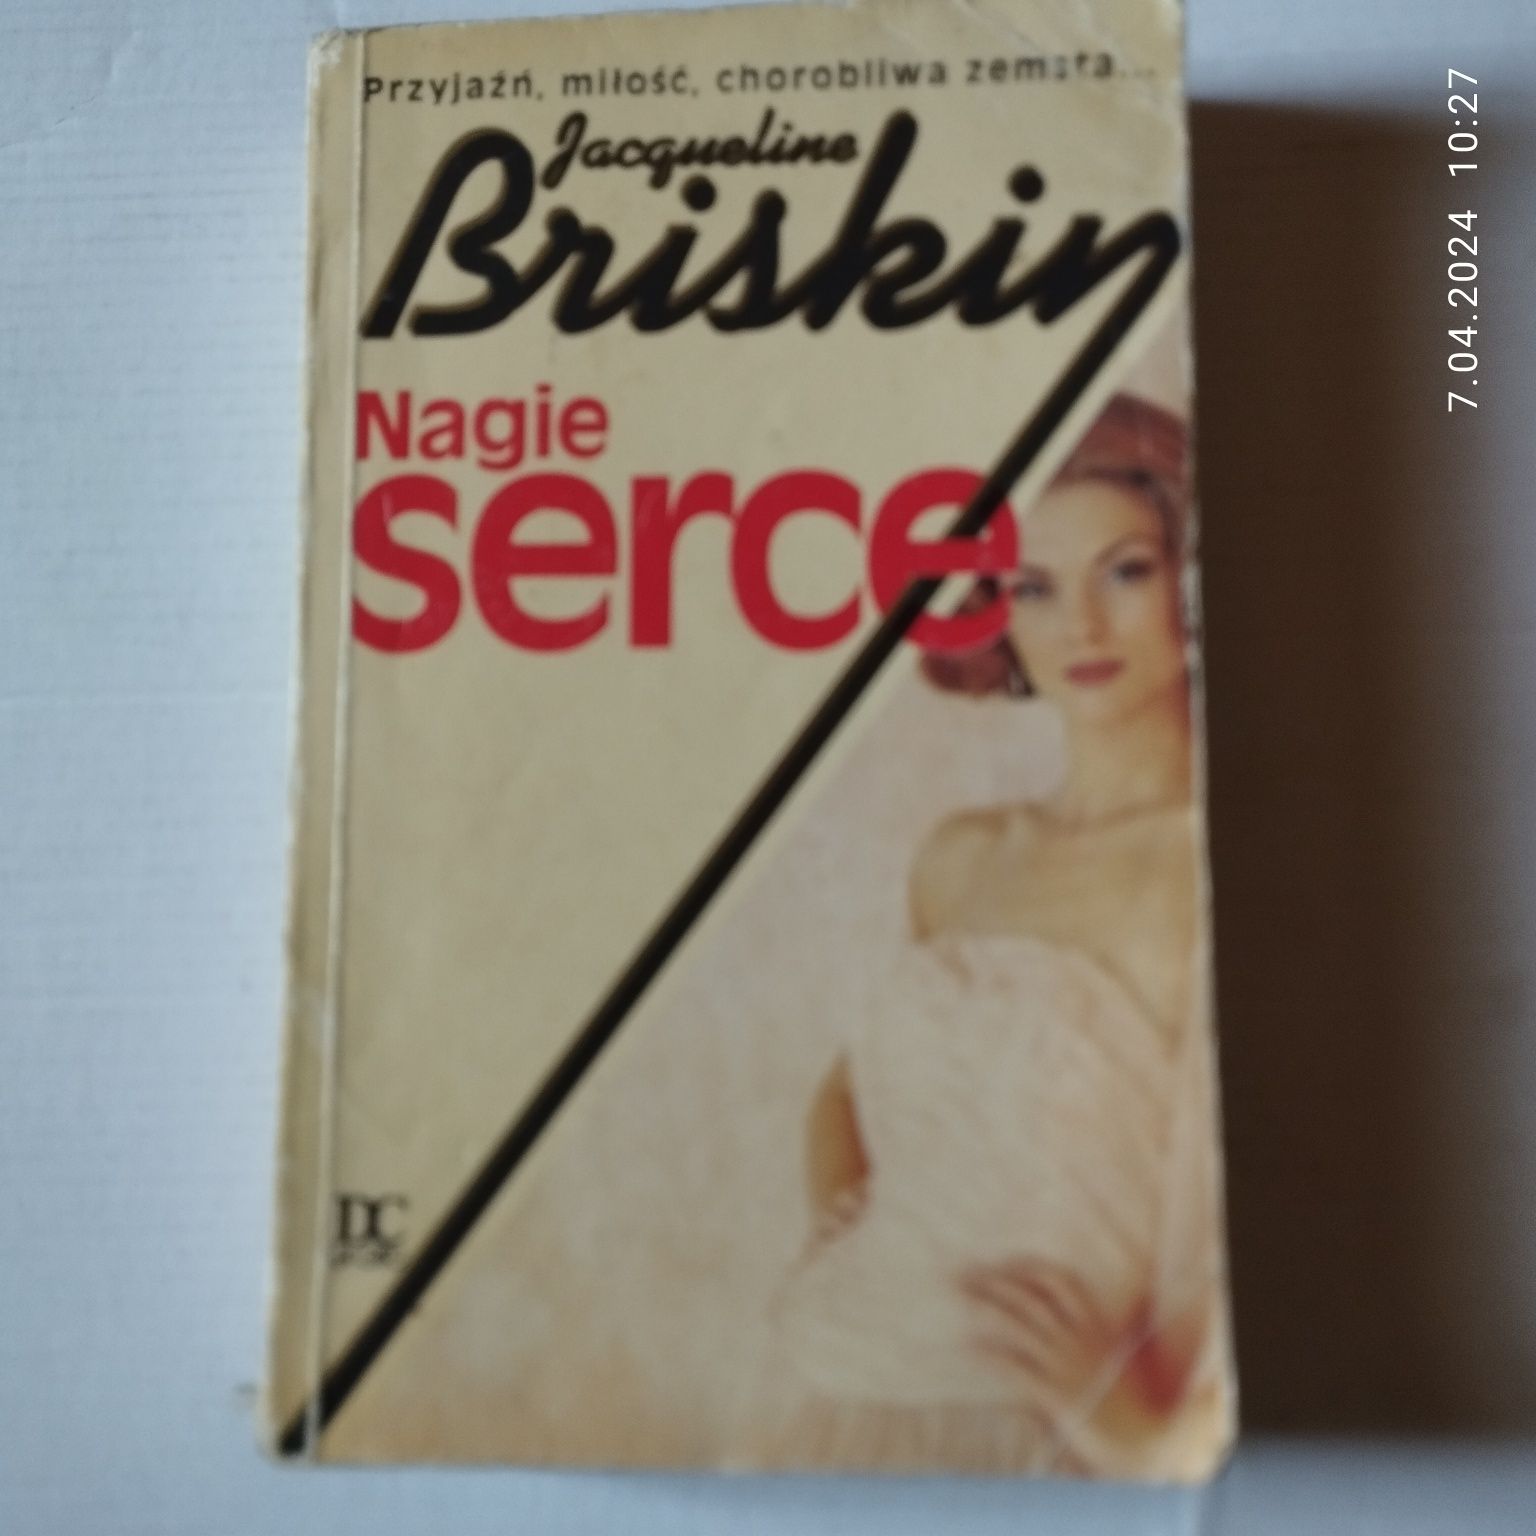 Przyjaźń, miłość, chorobliwa zemsta...
Jacqueline
Briskin
Nagie
serce
DC
7.04.2024 10:27